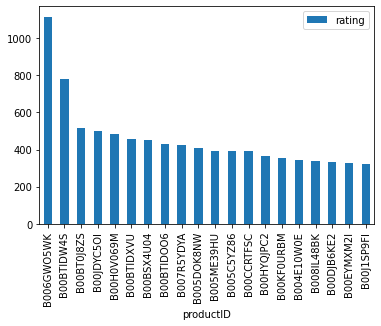 rating
1000
800
600
400
200
0
B006GWO5WK
B000BTIDW4S
B00BT0J8ZS
B00JDYC5OI
B00H0V069M
B00BTIDXVU
B00BSX4U04
B00BTIDOO6
B007R5YDYA
B005DOK8NW
B005ME39HU
B005C5YZ86
B00CCRTFSC
B00HYQJPC2
B00KF0URBM
B004E10W0E
B008IL48BK
B00DJB6KE2
B00EYMXM2I
B00J1SP9FI
productID